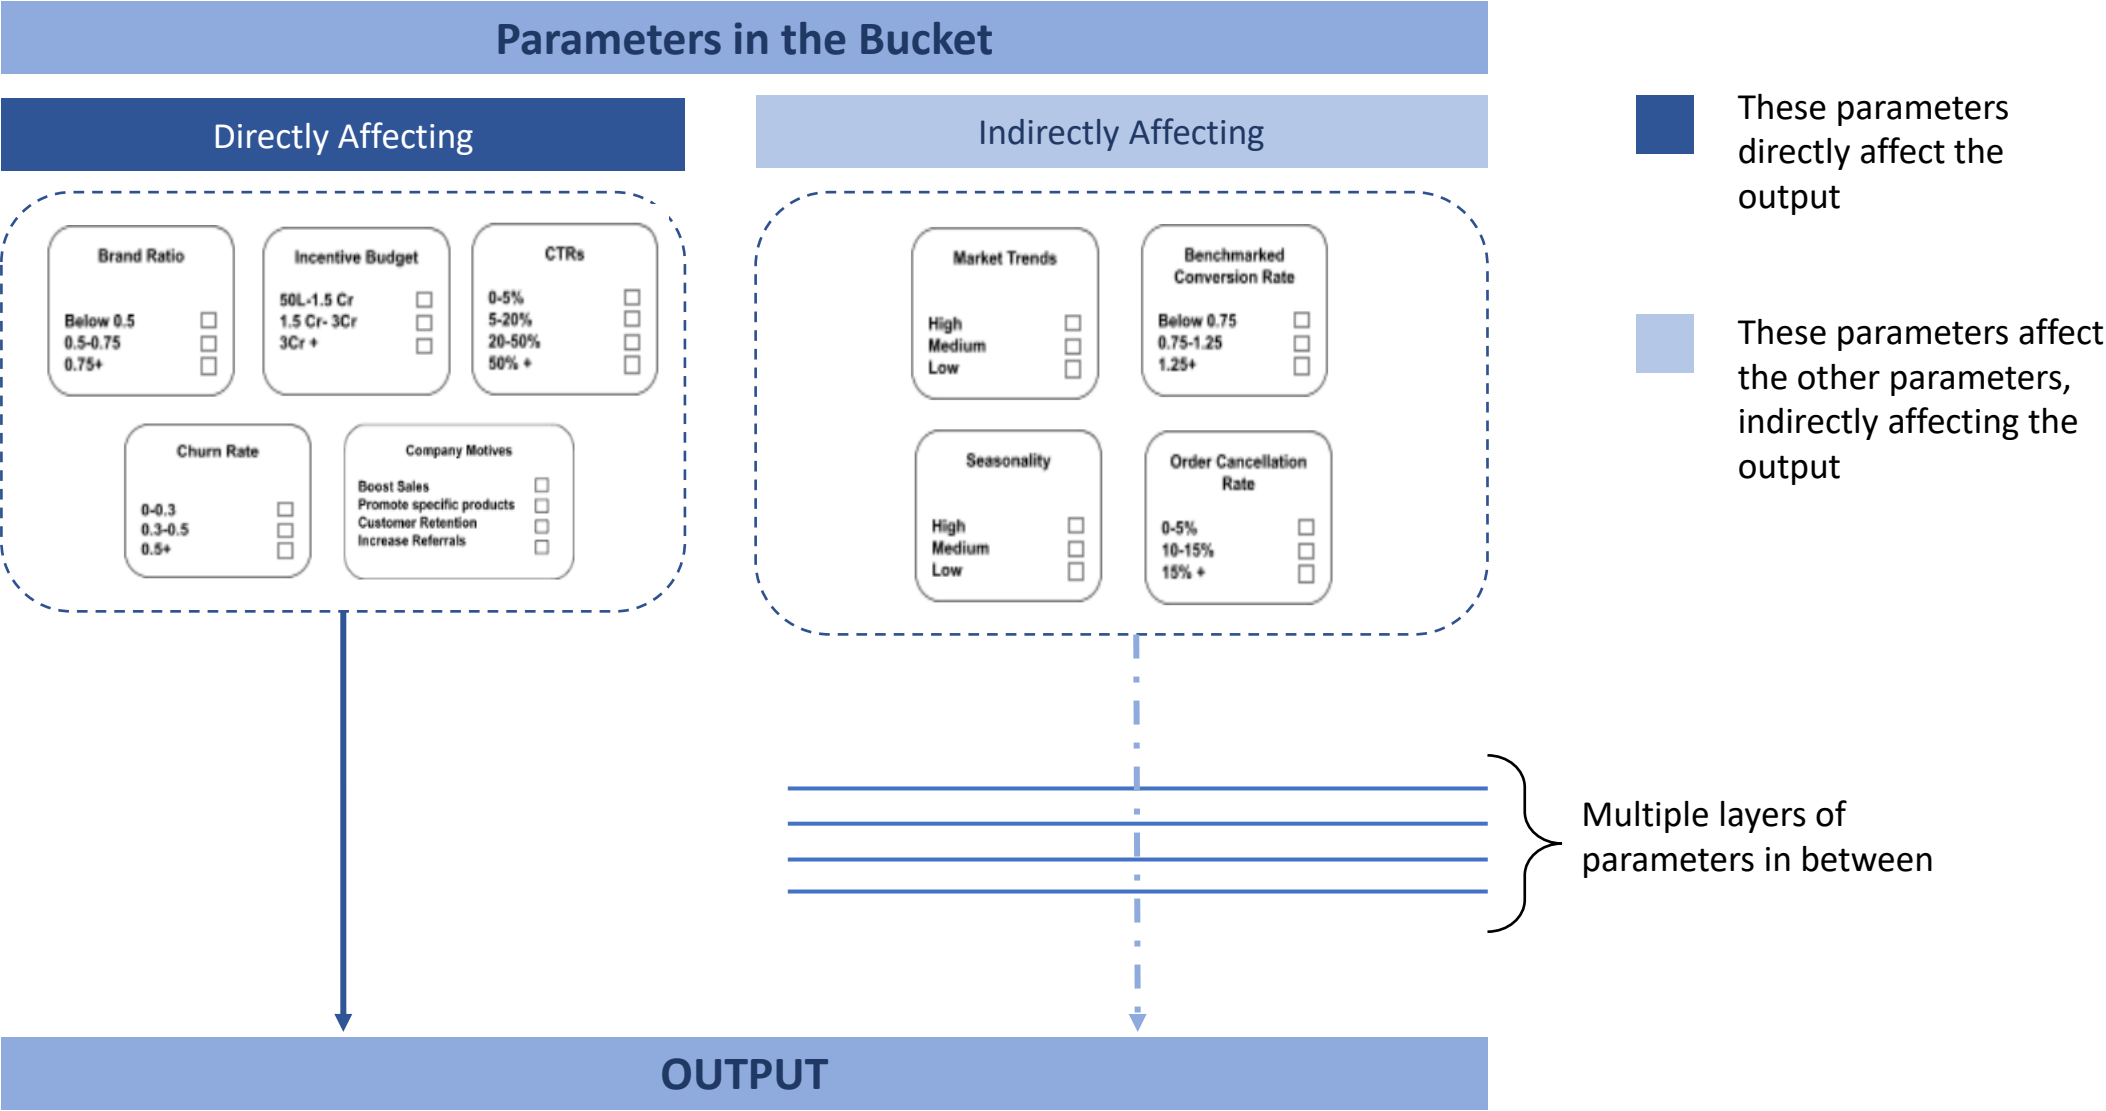 Parameters in the Bucket
Directly Affecting
Brand Ratio
Below 0.5
0.5-0.75
0.75+
Incentive Budget
50L-1.5 Cr
1.5 Cr- 3Cr
3Cr +
CTRs
0-5%
5-20%
20-50%
50% +
Churn Rate
0-0.3
0.3-0.5
0.5+
Company Motives
Boost Sales
Promote specific products
Customer Retention
Increase Referrals
Indirectly Affecting
Market Trends
High
Medium
Low
Benchmarked
Conversion Rate
Below 0.75
0.75-1.25
1.25+
Seasonality
High
Medium
Low
Order Cancellation
Rate
0-5%
10-15%
15% +
These parameters
directly affect the
output
These parameters affect
the other parameters,
indirectly affecting the
output
Multiple layers of
parameters in between
OUTPUT